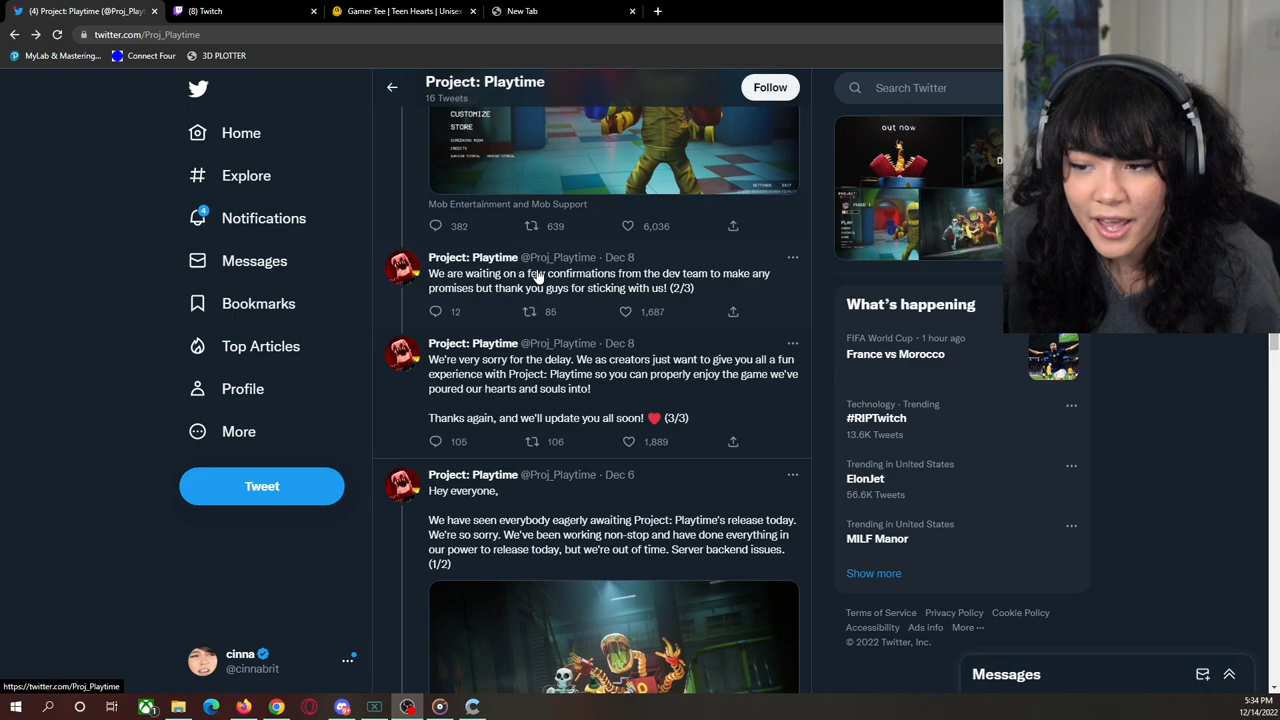 (4) Project: Playtime (@Proj_Playt
(8) Twitch
Gamer Tee | Teen Hearts | Unisex
New Tab
twitter.com/Proj_Playtime
MyLab & Mastering...
Connect Four
3D PLOTTER
Home
Explore
4
Notifications
Messages
Bookmarks
Top Articles
Profile
More
Tweet
cinna
@cinnabrit
Project: Playtime
16 Tweets
Follow
CUSTOMIZE
STORE
CREDITS
SETTINGS EXIT
Mob Entertainment and Mob Support
382 639 6,036
Project: Playtime @Proj_Playtime · Dec 8
We are waiting on a few confirmations from the dev team to make any
promises but thank you guys for sticking with us! (2/3)
12 85 1,687
Project: Playtime @Proj_Playtime · Dec 8
We're very sorry for the delay. We as creators just want to give you all a fun
experience with Project: Playtime so you can properly enjoy the game we've
poured our hearts and souls into!
Thanks again, and we'll update you all soon! ❤ (3/3)
105 106 1,889
Project: Playtime @Proj_Playtime · Dec 6
Hey everyone,
We have seen everybody eagerly awaiting Project: Playtime's release today.
We're so sorry. We've been working non-stop and have done everything in
our power to release today, but we're out of time. Server backend issues.
(1/2)
Search Twitter
out now
PLAY
What's happening
FIFA World Cup · 1 hour ago
France vs Morocco
Technology · Trending
#RIPTwitch
13.6K Tweets
Trending in United States
ElonJet
56.6K Tweets
Trending in United States
MILF Manor
Show more
Terms of Service Privacy Policy Cookie Policy
Accessibility Ads info More ···
© 2022 Twitter, Inc.
Messages
https://twitter.com/Proj_Playtime
5:34 PM
12/14/2022